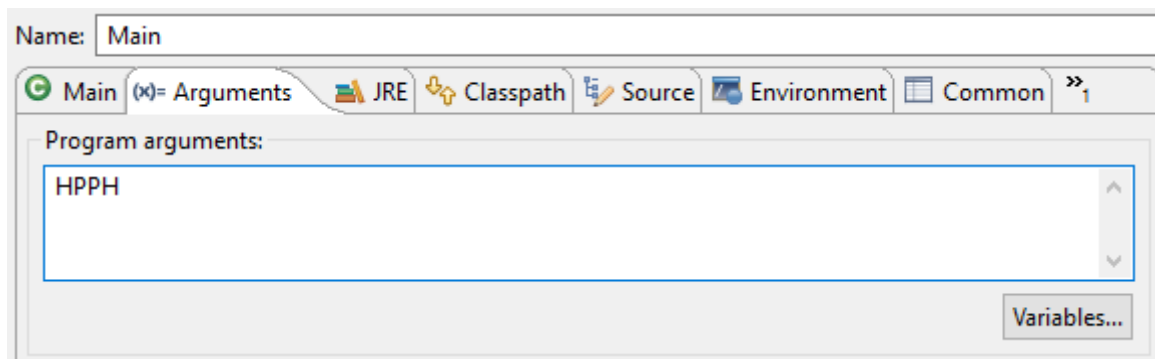 Name: Main
Main (x)= Arguments JRE Classpath Source Environment Common »1
Program arguments:
HPPH
Variables...